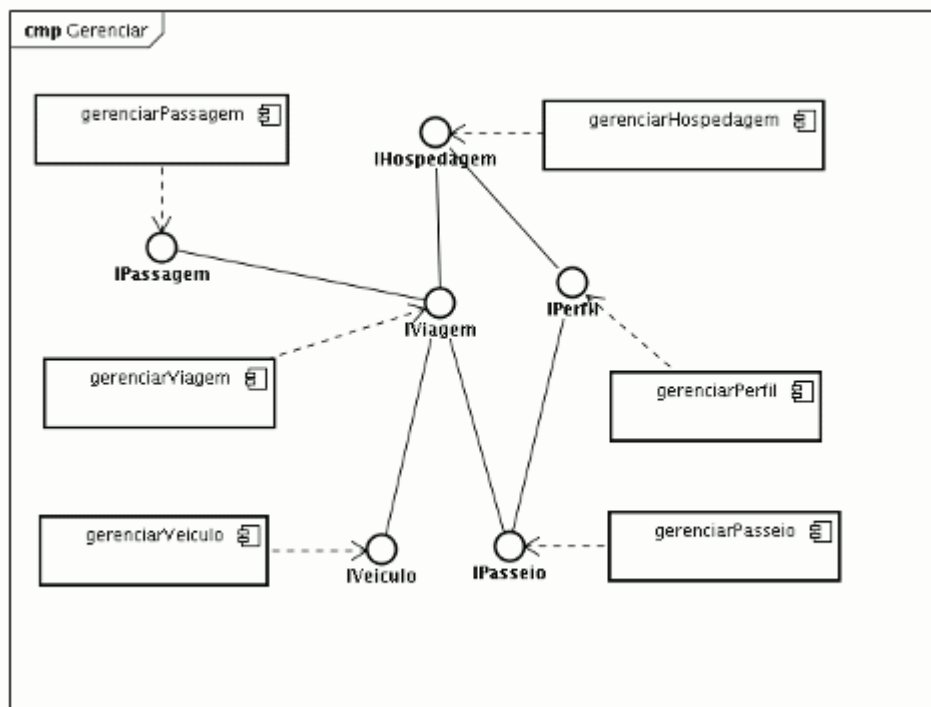 cmp Gerenciar
gerenciarPassagem
gerenciarHospedagem
IHospedagem
IPassagem
IPerfil
IViagem
gerenciarViagem
gerenciarPerfil
gerenciarVeiculo
gerenciarPasseio
IVeiculo
IPasseio